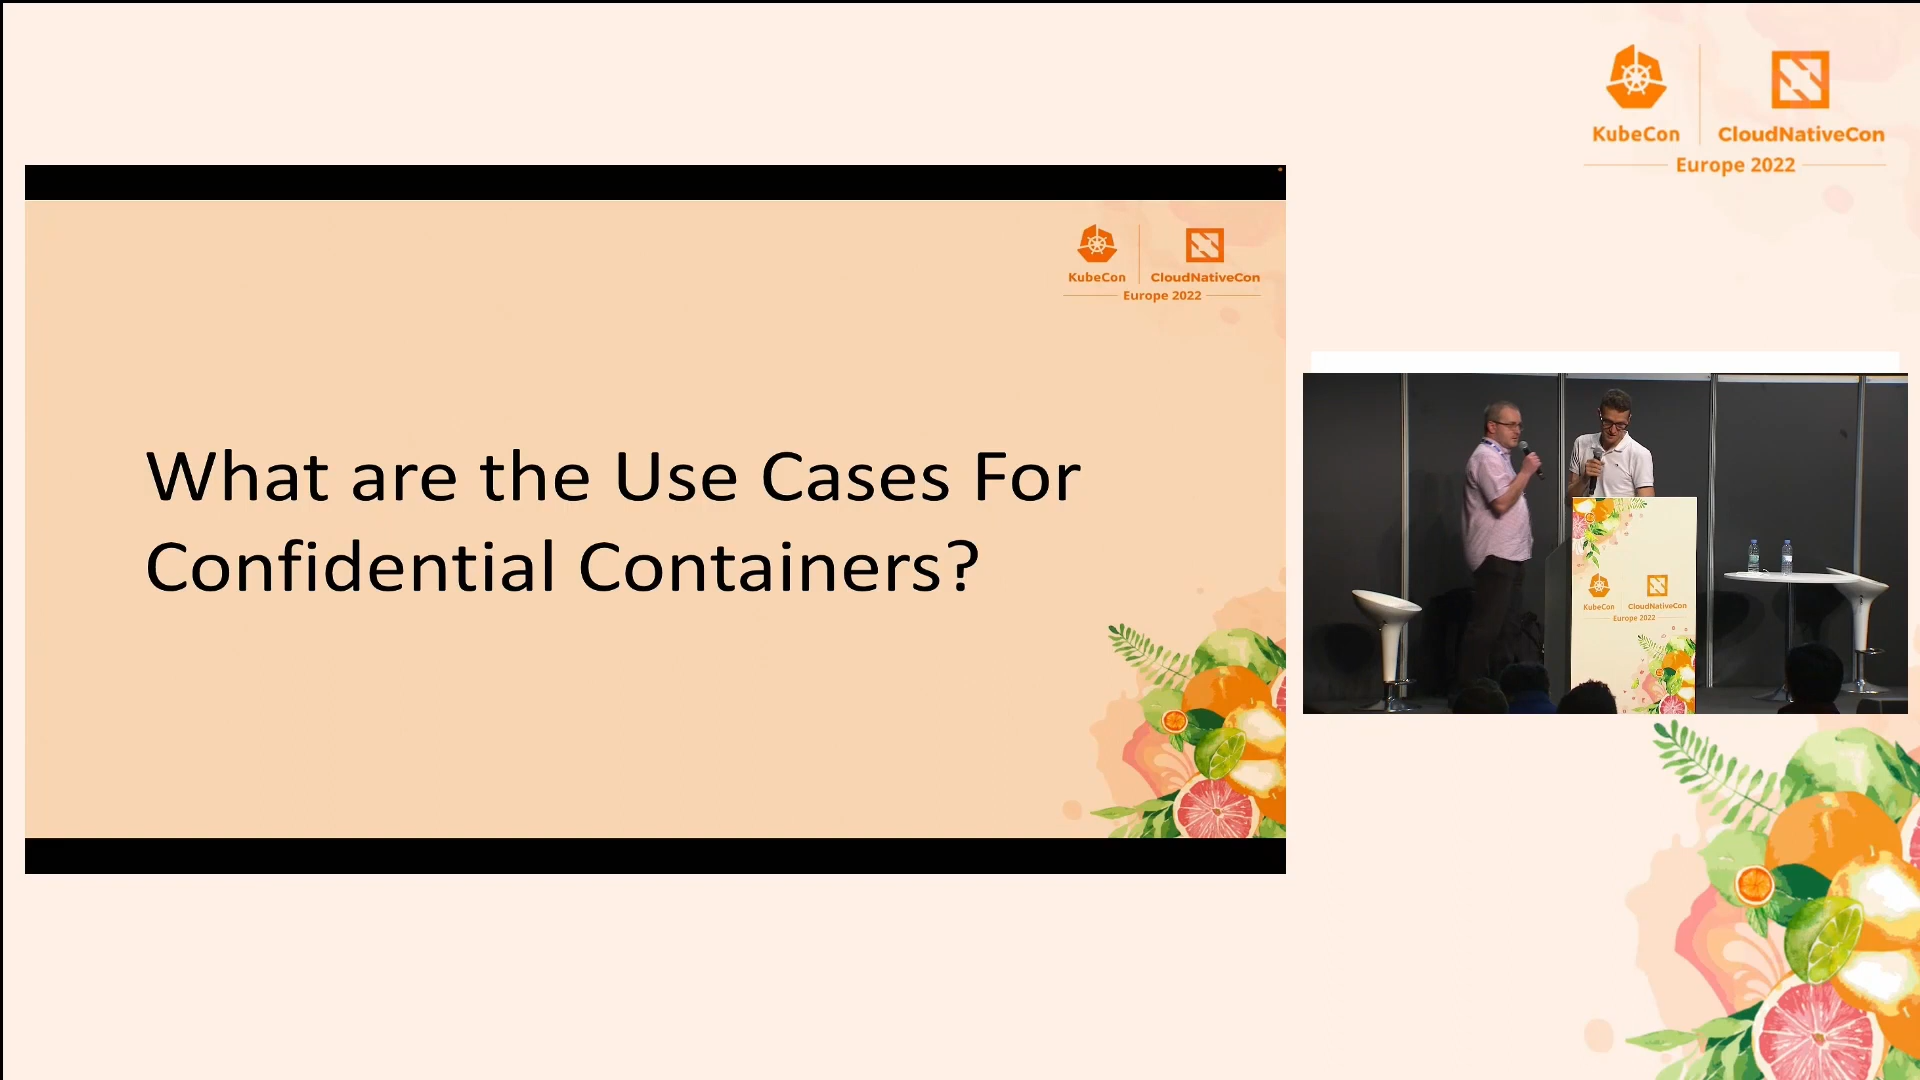 KubeCon
CloudNativeCon
Europe 2022
KubeCon
CloudNativeCon
Europe 2022
What are the Use Cases For
Confidential Containers?
KubeCon
CloudNativeCon
Europe 2022